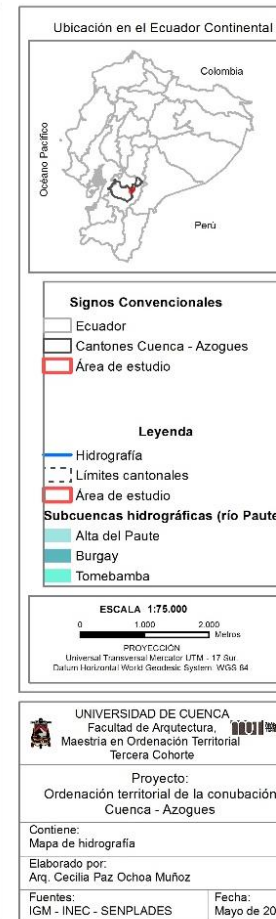 Ubicación en el Ecuador Continental
Colombia
Océano Pacífico
Perú
Signos Convencionales
Ecuador
Cantones Cuenca - Azogues
Área de estudio
Leyenda
Hidrografía
Límites cantonales
Área de estudio
Subcuencas hidrográficas (río Paute
Alta del Paute
Burgay
Tomebamba
ESCALA 1:75.000
0 1.000 2.000
Metros
PROYECCIÓN
Universal Transversal Mercator UTM - 17 Sur
Datum Horizontal World Geodesic System WGS 84
UNIVERSIDAD DE CUENCA
Facultad de Arqutectura,
Maestria en Ordenación Territorial
Tercera Cohorte
Proyecto:
Ordenación territorial de la conubación
Cuenca - Azogues
Contiene:
Mapa de hidrografía
Elaborado por:
Arq. Cecilia Paz Ochoa Muñoz
Fuentes:
IGM - INEC - SENPLADES
Fecha:
Mayo de 20